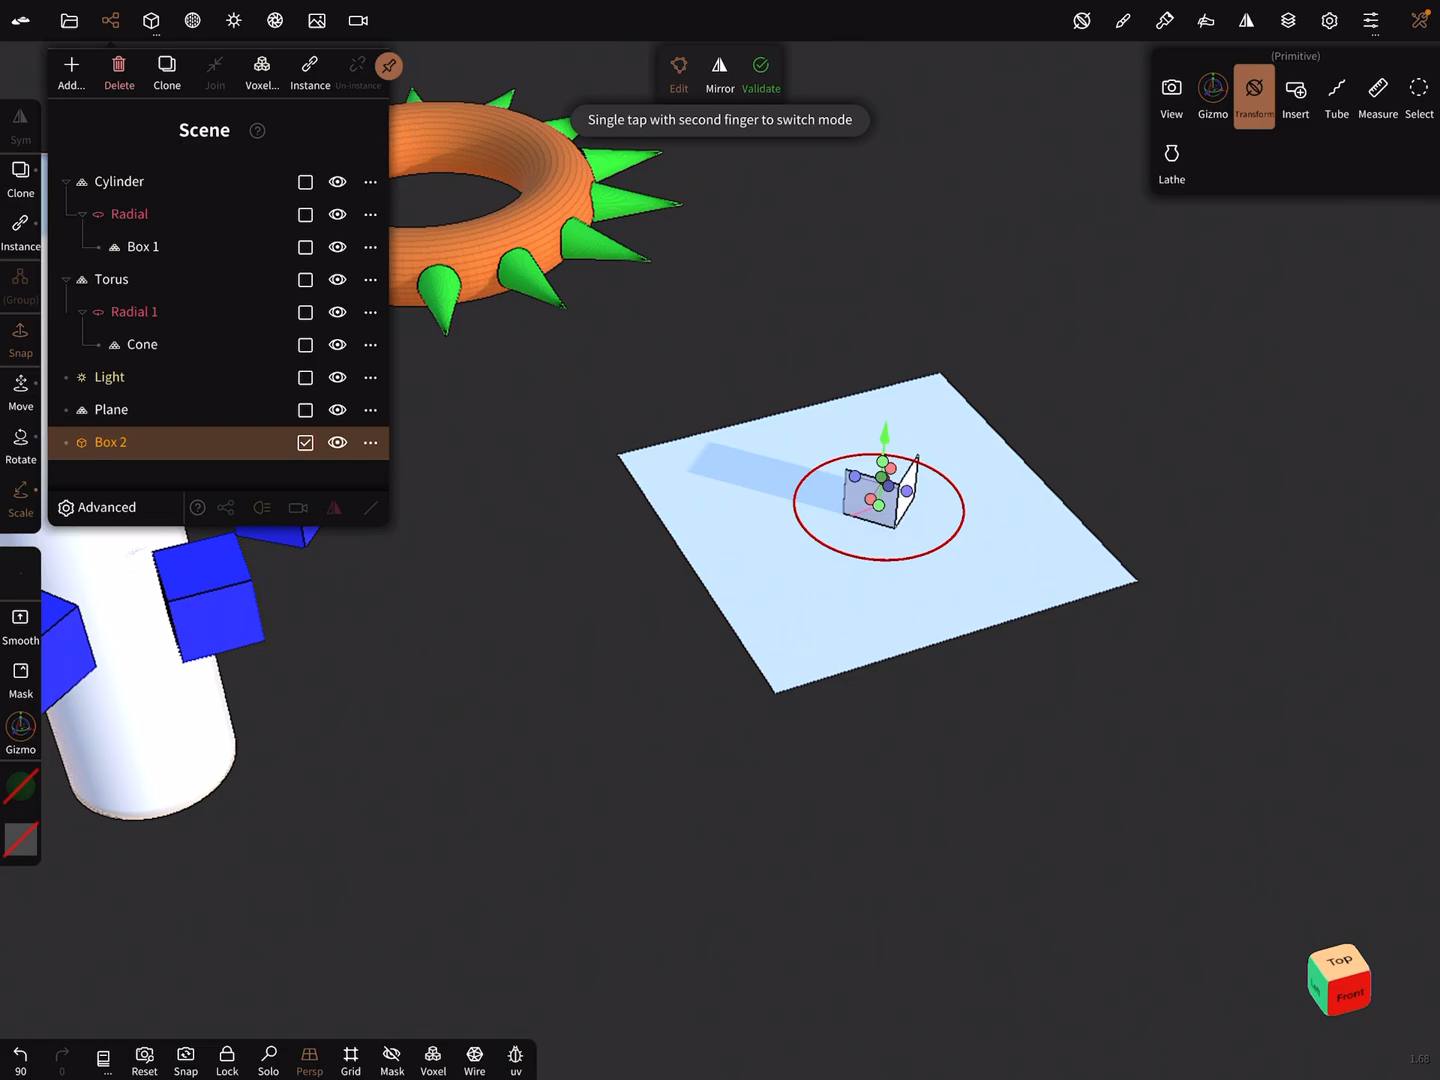 Add...
Delete
Clone
Join
Voxel...
Instance
Un-instance
Edit
Mirror
Validate
Single tap with second finger to switch mode
(Primitive)
View
Gizmo
Transform
Insert
Tube
Measure
Select
Lathe
Scene
?
Cylinder
Radial
Box 1
Torus
Radial 1
Cone
Light
Plane
Box 2
Advanced
?
Sym
Clone
Instance
(Group)
Snap
Move
Rotate
Scale
Smooth
Mask
Gizmo
Top
Front
90
0
...
Reset
Snap
Lock
Solo
Persp
Grid
Mask
Voxel
Wire
uv
1.68